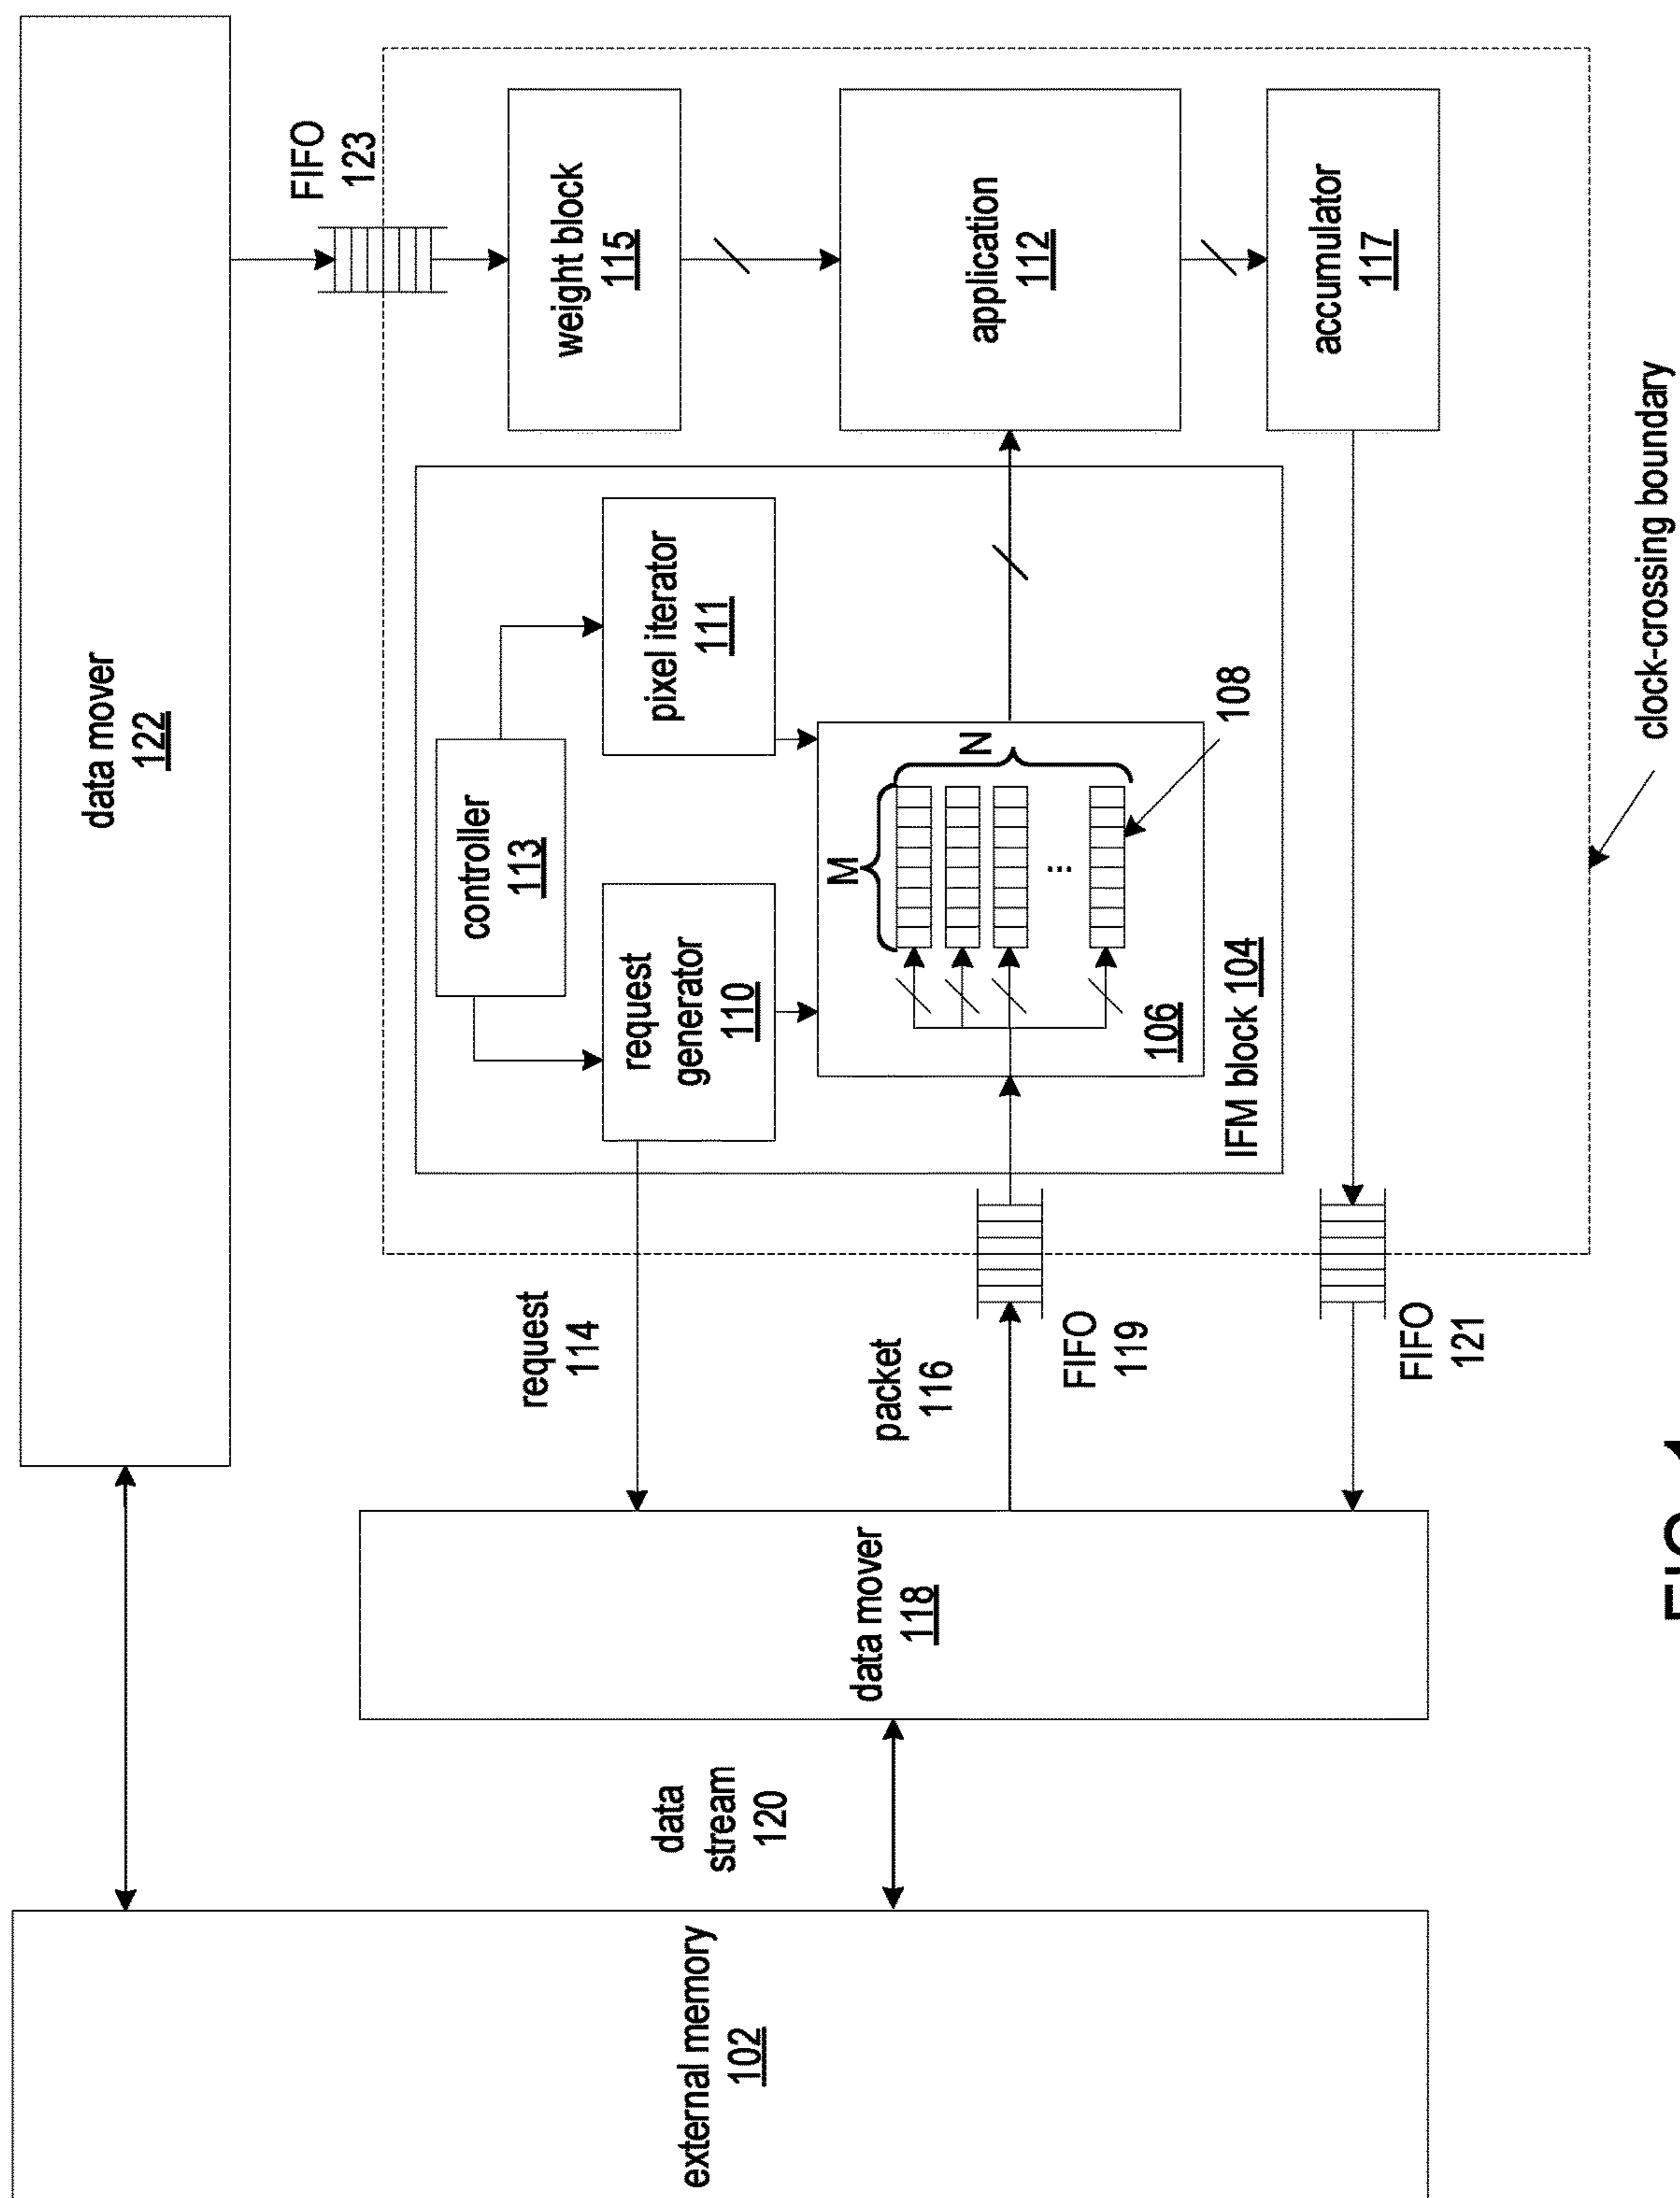 data mover
122
FIFO
123
weight block
115
application
112
accumulator
117
controller
113
pixel iterator
111
request
generator
110
M
N
108
106
IFM block 104
clock-crossing boundary
request
114
packet
116
FIFO
119
FIFO
121
data mover
118
data
stream
120
external memory
102